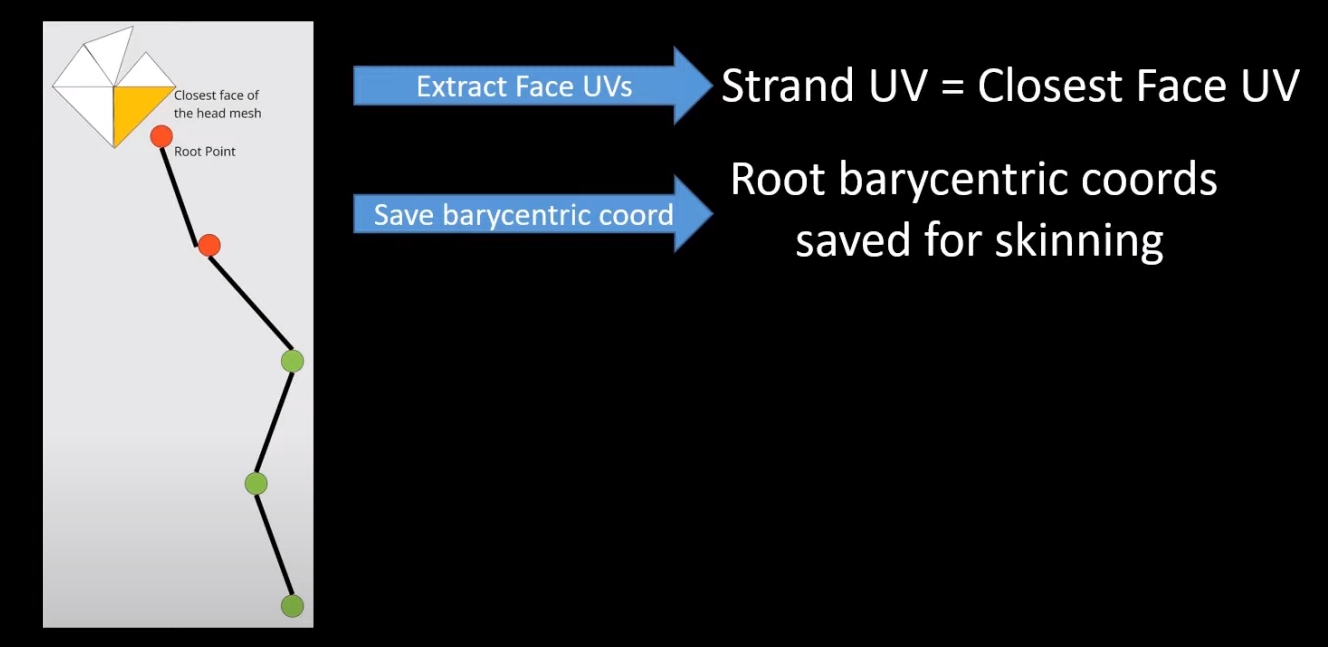 Closest face of
the head mesh
Root Point
Extract Face UVs
Strand UV = Closest Face UV
Save barycentric coord
Root barycentric coords
saved for skinning